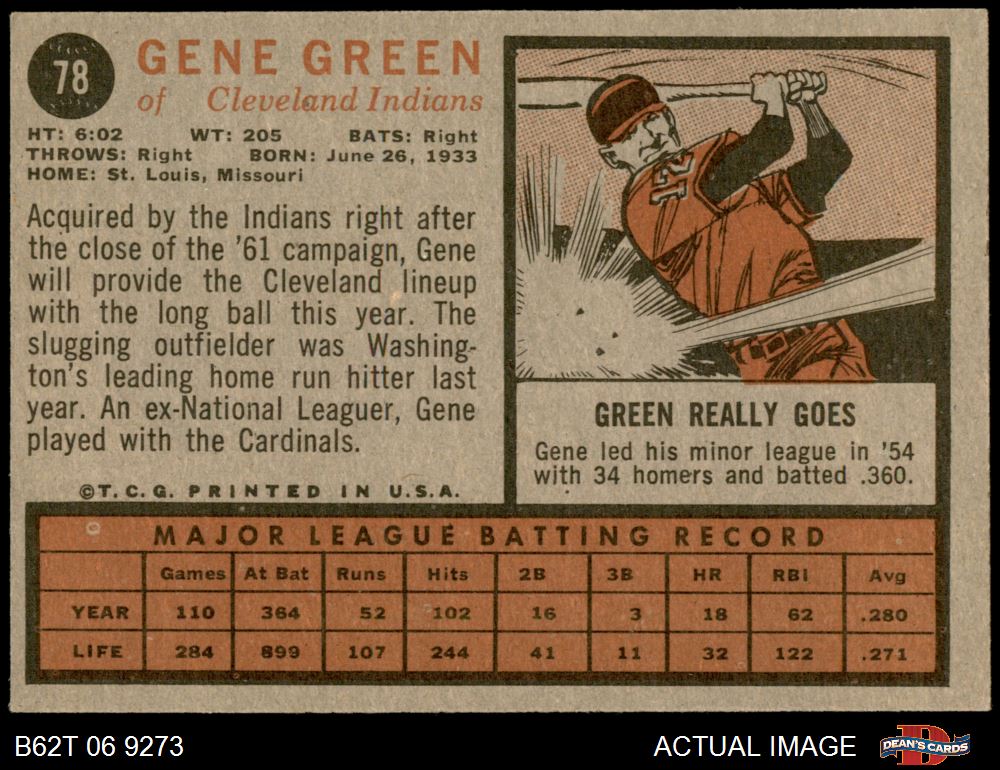 78
GENE GREEN
of Cleveland Indians
HT: 6:02 WT: 205 BATS: Right
THROWS: Right BORN: June 26, 1933
HOME: St. Louis, Missouri
Acquired by the Indians right after
the close of the '61 campaign, Gene
will provide the Cleveland lineup
with the long ball this year. The
slugging outfielder was Washing-
ton's leading home run hitter last
year. An ex-National Leaguer, Gene
played with the Cardinals.
©T.C.G. PRINTED IN U.S.A.
12
GREEN REALLY GOES
Gene led his minor league in '54
with 34 homers and batted .360.
MAJOR LEAGUE BATTING RECORD
Games At Bat Runs Hits 2B 3B HR RBI Avg
YEAR 110 364 52 102 16 3 18 62 .280
LIFE 284 899 107 244 41 11 32 122 .271
B62T 06 9273 ACTUAL IMAGE DEAN'S CARDS